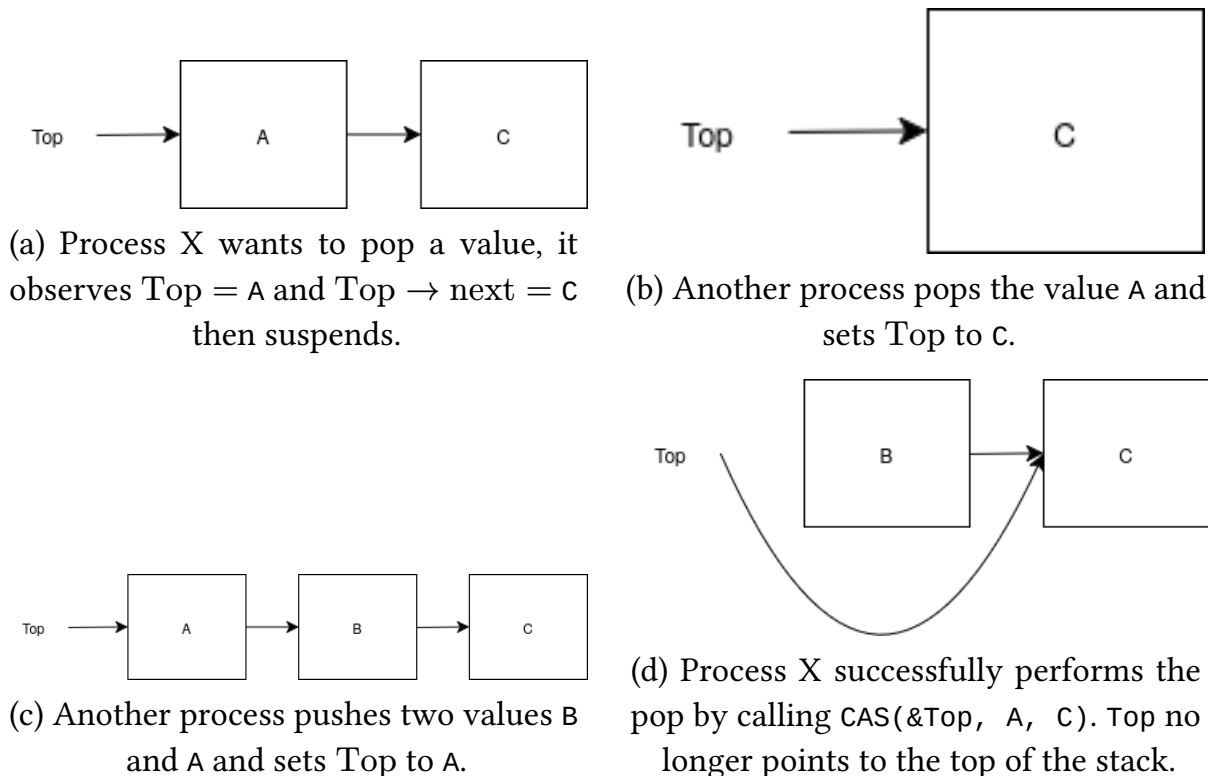 Top
A
C
(a) Process X wants to pop a value, it
observes Top = A and Top → next = C
then suspends.
Top
C
(b) Another process pops the value A and
sets Top to C.
Top
A
B
C
(c) Another process pushes two values B
and A and sets Top to A.
Top
B
C
(d) Process X successfully performs the
pop by calling CAS(&Top, A, C). Top no
longer points to the top of the stack.